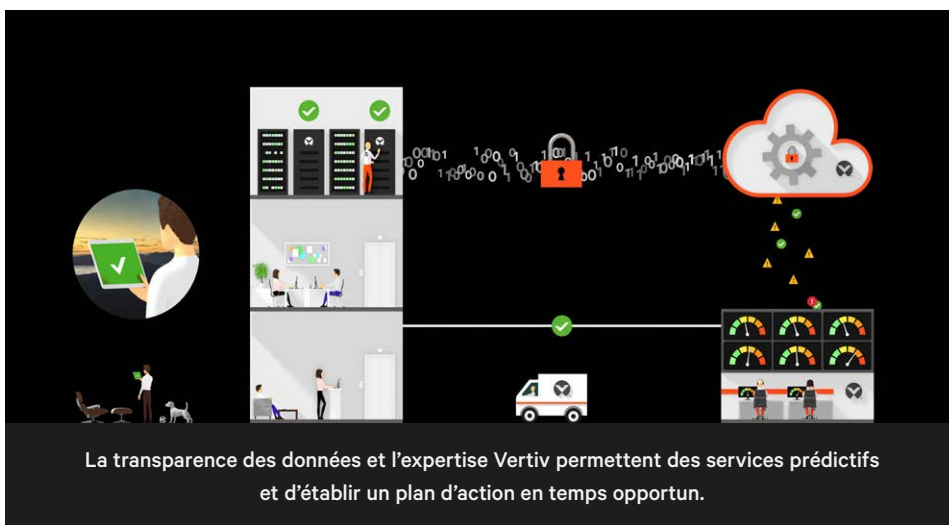 La transparence des données et l'expertise Vertiv permettent des services prédictifs
et d'établir un plan d'action en temps opportun.